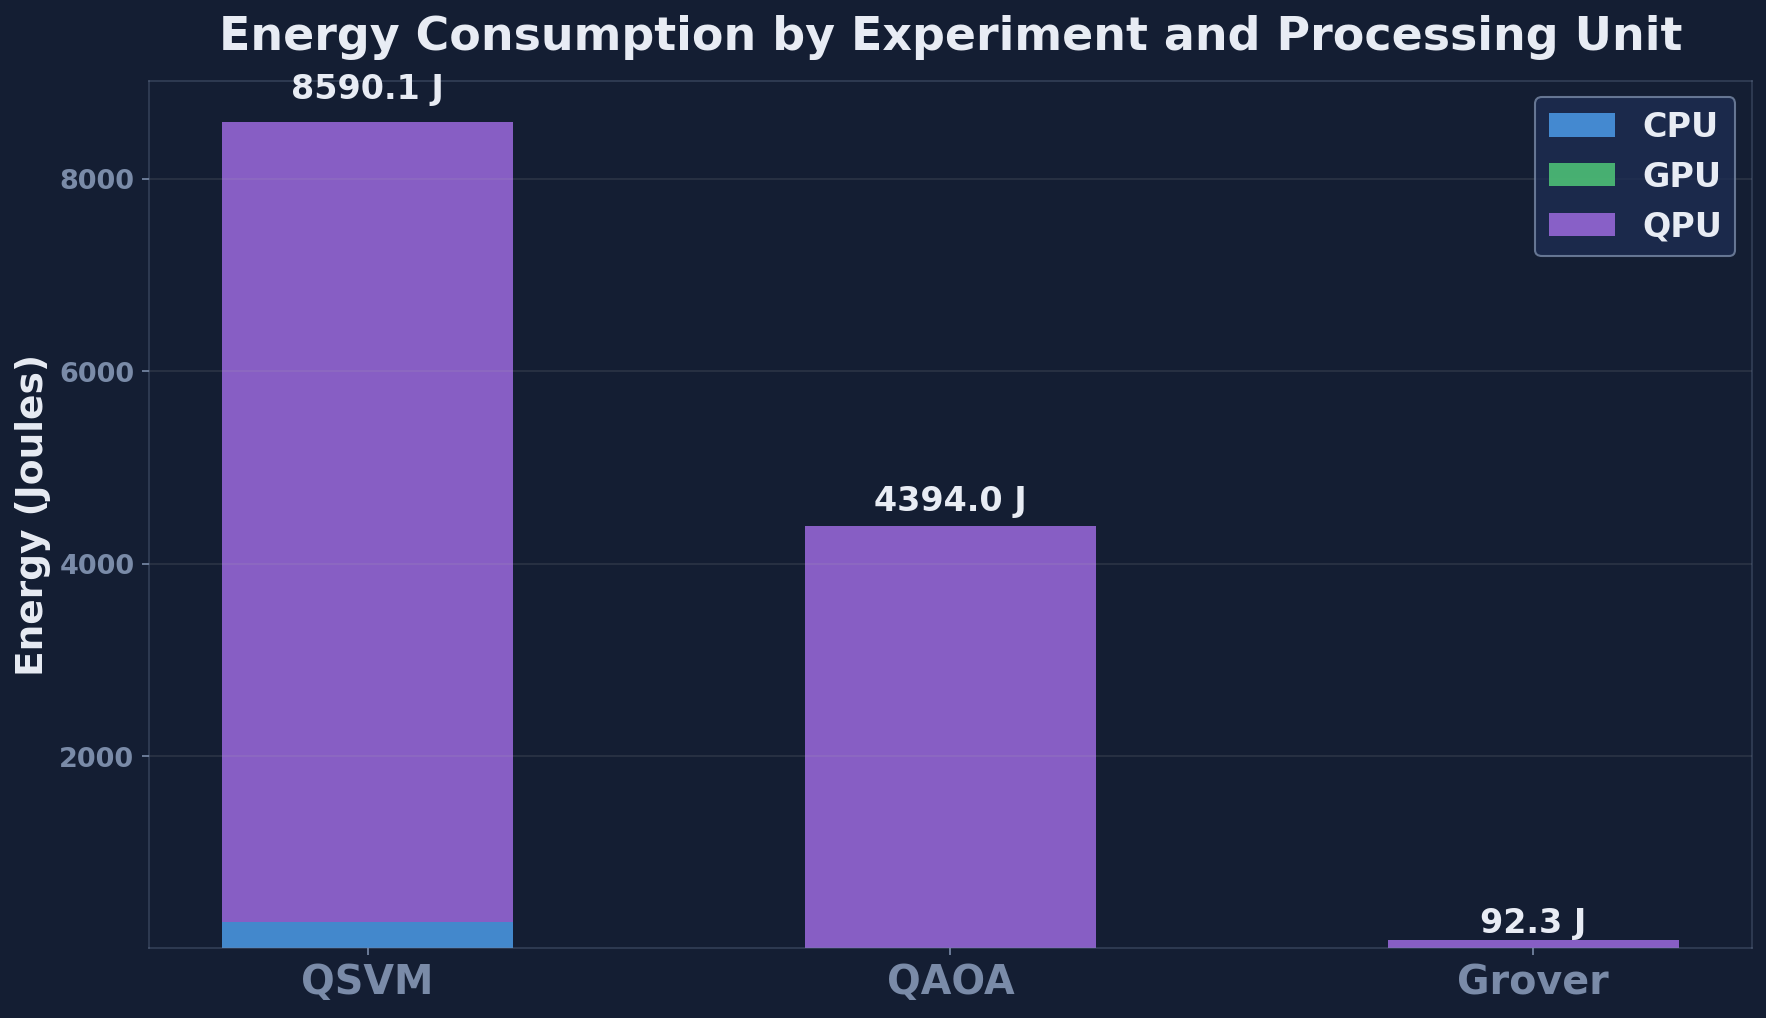 Energy Consumption by Experiment and Processing Unit
8590.1 J
CPU
GPU
QPU
8000
6000
4394.0 J
4000
2000
92.3 J
Energy (Joules)
QSVM
QAOA
Grover